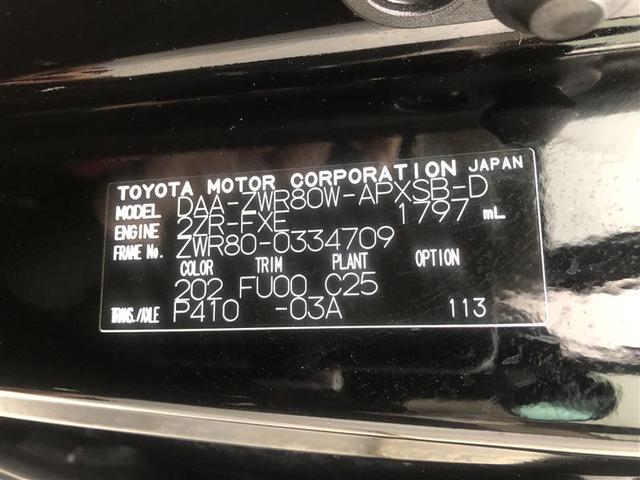 TOYOTA MOTOR CORPORATION JAPAN
MODEL DAA-ZWR80W-APXSB-D
ENGINE 2ZR-FXE 1797 mL
FRAME No. ZWR80-0334709
COLOR TRIM PLANT OPTION
202 FU00 C25
TRANS./AXLE P410 -03A 113